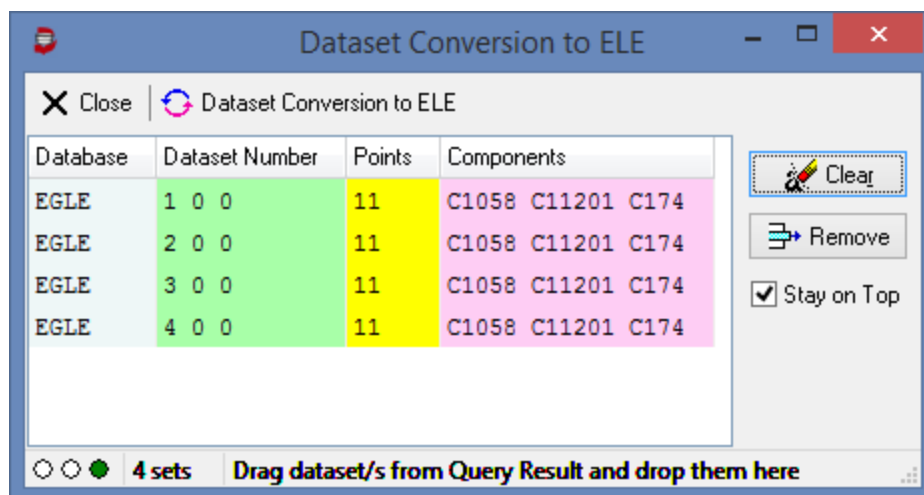 Dataset Conversion to ELE
Close Dataset Conversion to ELE
Database Dataset Number Points Components
EGLE 1 0 0 11 C1058 C11201 C174
EGLE 2 0 0 11 C1058 C11201 C174
EGLE 3 0 0 11 C1058 C11201 C174
EGLE 4 0 0 11 C1058 C11201 C174
Clear
Remove
Stay on Top
4 sets Drag dataset/s from Query Result and drop them here